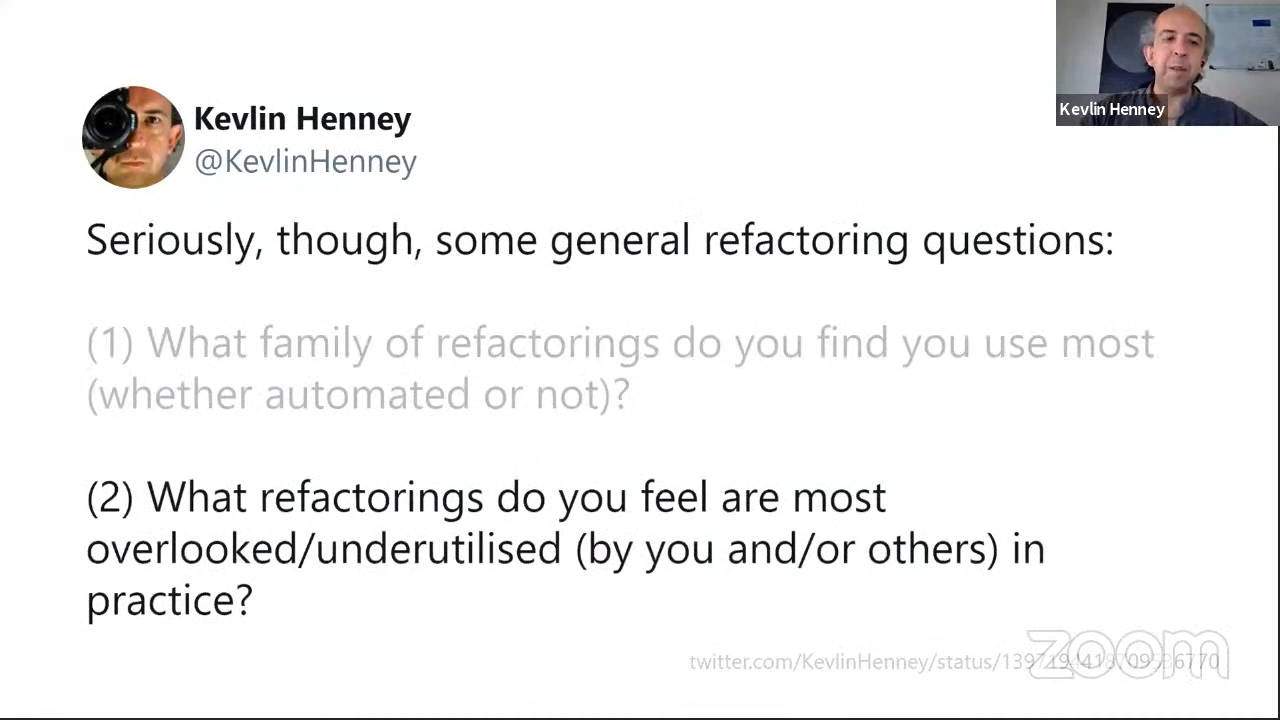 Kevlin Henney
Kevlin Henney
@KevlinHenney
Seriously, though, some general refactoring questions:
(1) What family of refactorings do you find you use most
(whether automated or not)?
(2) What refactorings do you feel are most
overlooked/underutilised (by you and/or others) in
practice?
zoom